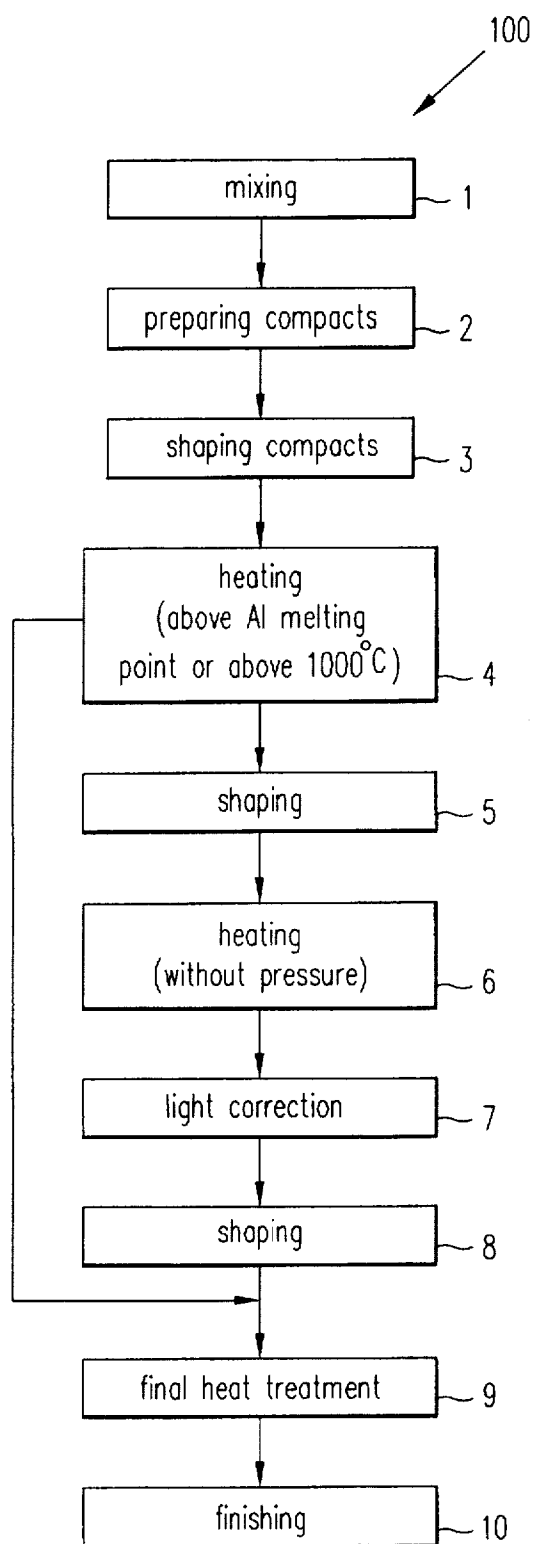 100
mixing
1
preparing compacts
2
shaping compacts
3
heating
(above Al melting
point or above 1000°C)
4
shaping
5
heating
(without pressure)
6
light correction
7
shaping
8
final heat treatment
9
finishing
10